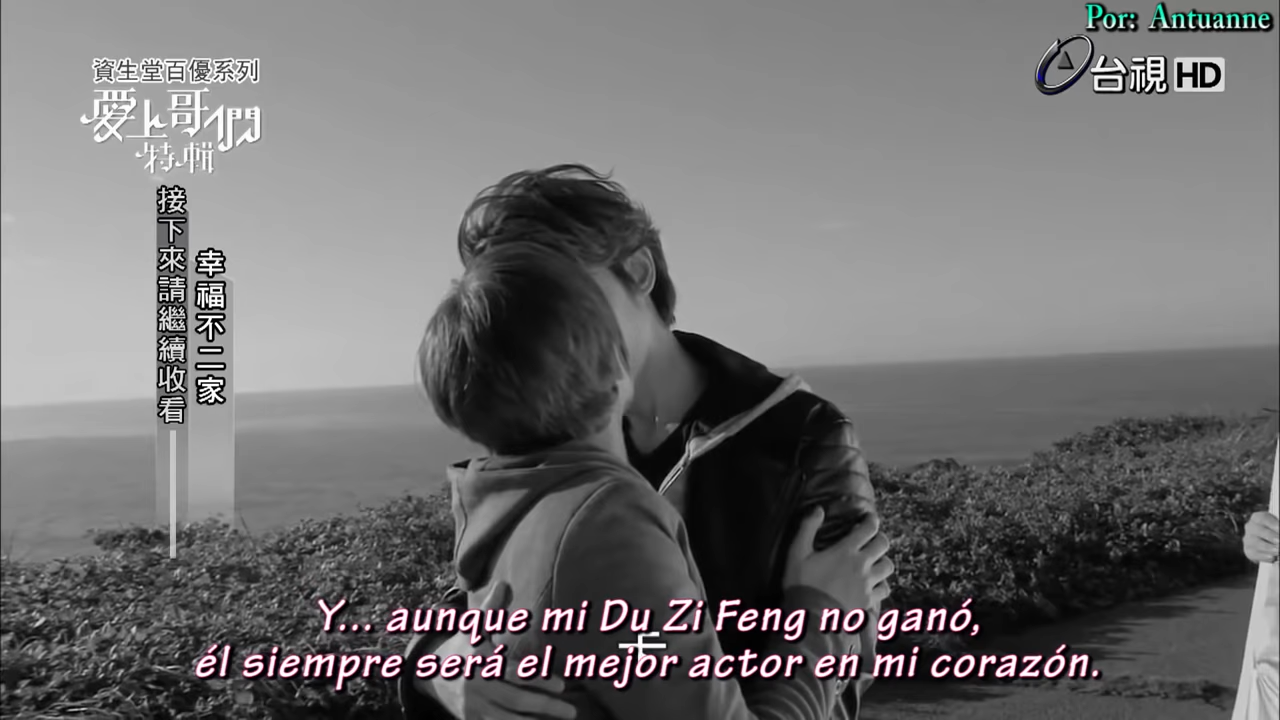 Por: Antuanne
台視 HD
資生堂百優系列
愛上哥們
特輯
幸福不二家
接下來請繼續收看
Y... aunque mi Du Zi Feng no ganó,
él siempre será el mejor actor en mi corazón.